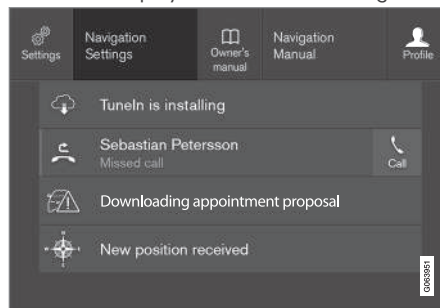 Settings
Navigation
Settings
Owner's
manual
Navigation
Manual
Profile
TuneIn is installing
Sebastian Petersson
Missed call
Call
Downloading appointment proposal
New position received
G063951